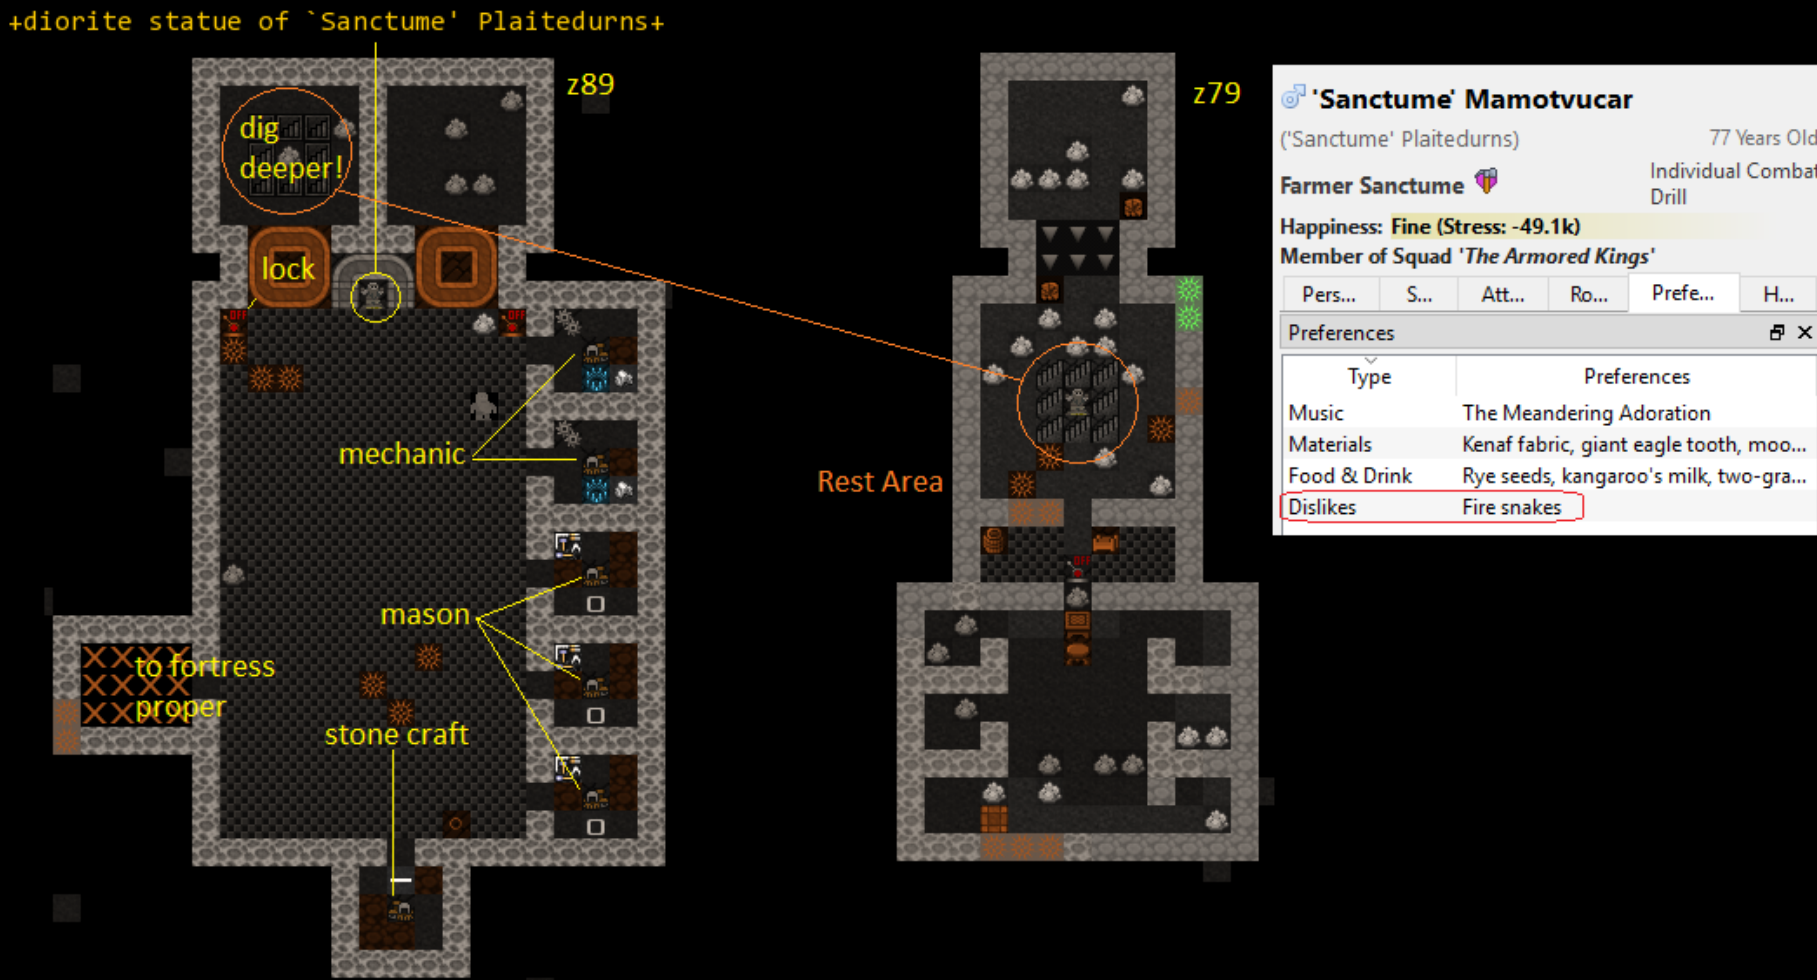 +diorite statue of `Sanctume' Plaitedurns+
z89
dig
deeper!
lock
OFF
OFF
mechanic
mason
to fortress
proper
stone craft
z79
Rest Area
OFF
'Sanctume' Mamotvucar
('Sanctume' Plaitedurns)
77 Years Old
Farmer Sanctume
Individual Combat
Drill
Happiness: Fine (Stress: -49.1k)
Member of Squad 'The Armored Kings'
Pers... S... Att... Ro... Prefe... H...
Preferences
Type Preferences
Music The Meandering Adoration
Materials Kenaf fabric, giant eagle tooth, moo...
Food & Drink Rye seeds, kangaroo's milk, two-gra...
Dislikes Fire snakes